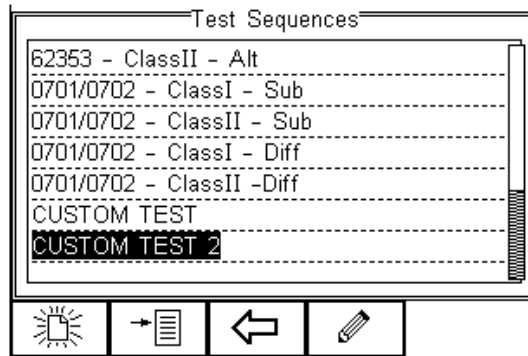 Test Sequences
62353 - ClassII - Alt
0701/0702 - ClassI - Sub
0701/0702 - ClassII - Sub
0701/0702 - ClassI - Diff
0701/0702 - ClassII -Diff
CUSTOM TEST
CUSTOM TEST 2